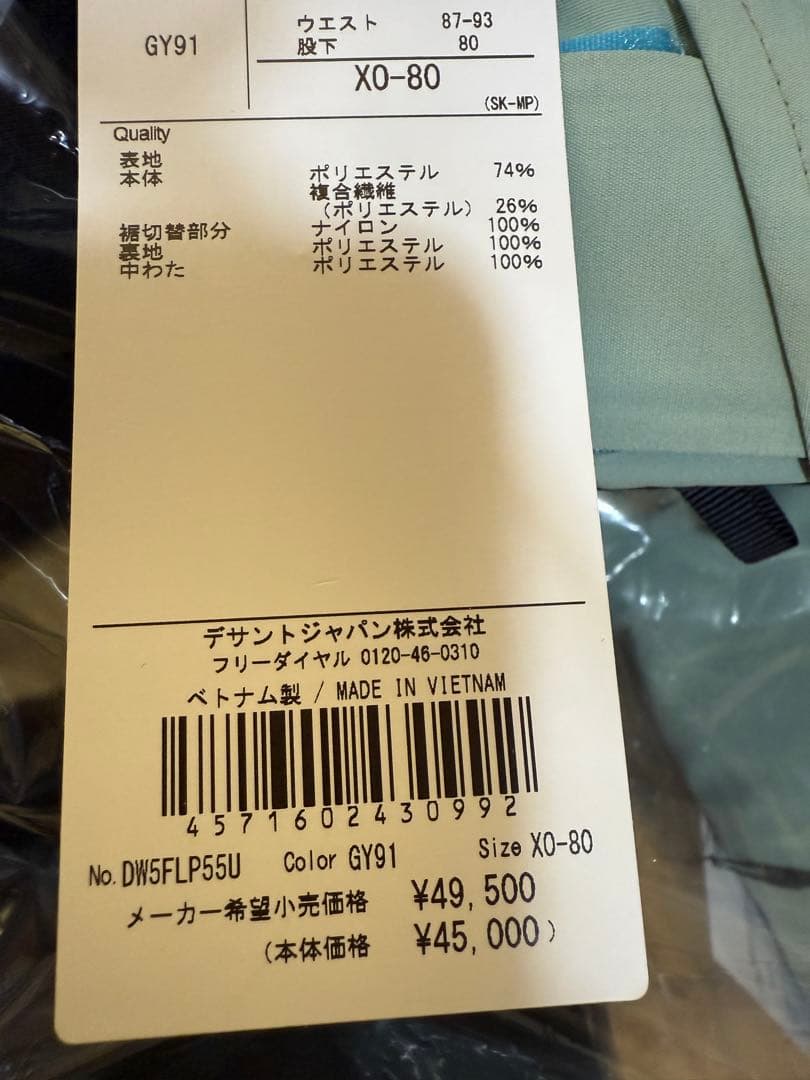 GY91
ウエスト 87-93
股下 80
XO-80
(SK-MP)
Quality
表地
本体 ポリエステル 74%
複合繊維
(ポリエステル) 26%
裾切替部分 ナイロン 100%
裏地 ポリエステル 100%
中わた ポリエステル 100%
デサントジャパン株式会社
フリーダイヤル 0120-46-0310
ベトナム製 / MADE IN VIETNAM
4571602430992
No. DW5FLP55U Color GY91 Size XO-80
メーカー希望小売価格 ¥49,500
(本体価格 ¥45,000)